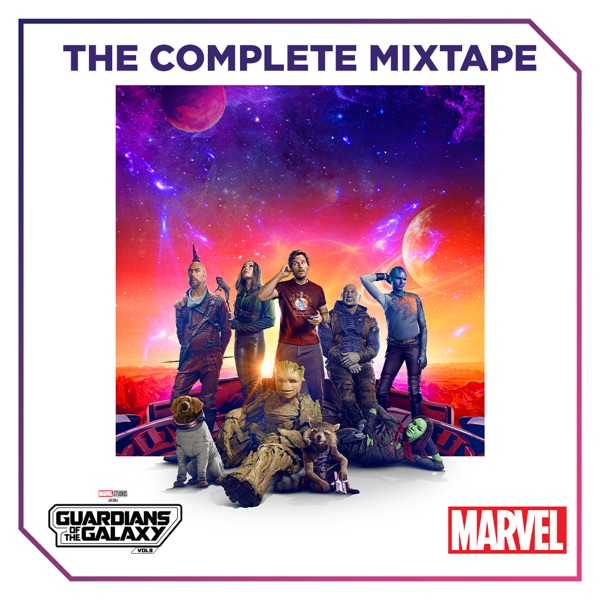 THE COMPLETE MIXTAPE
MARVEL STUDIOS
GUARDIANS
OF THE GALAXY
VOL.3
MARVEL